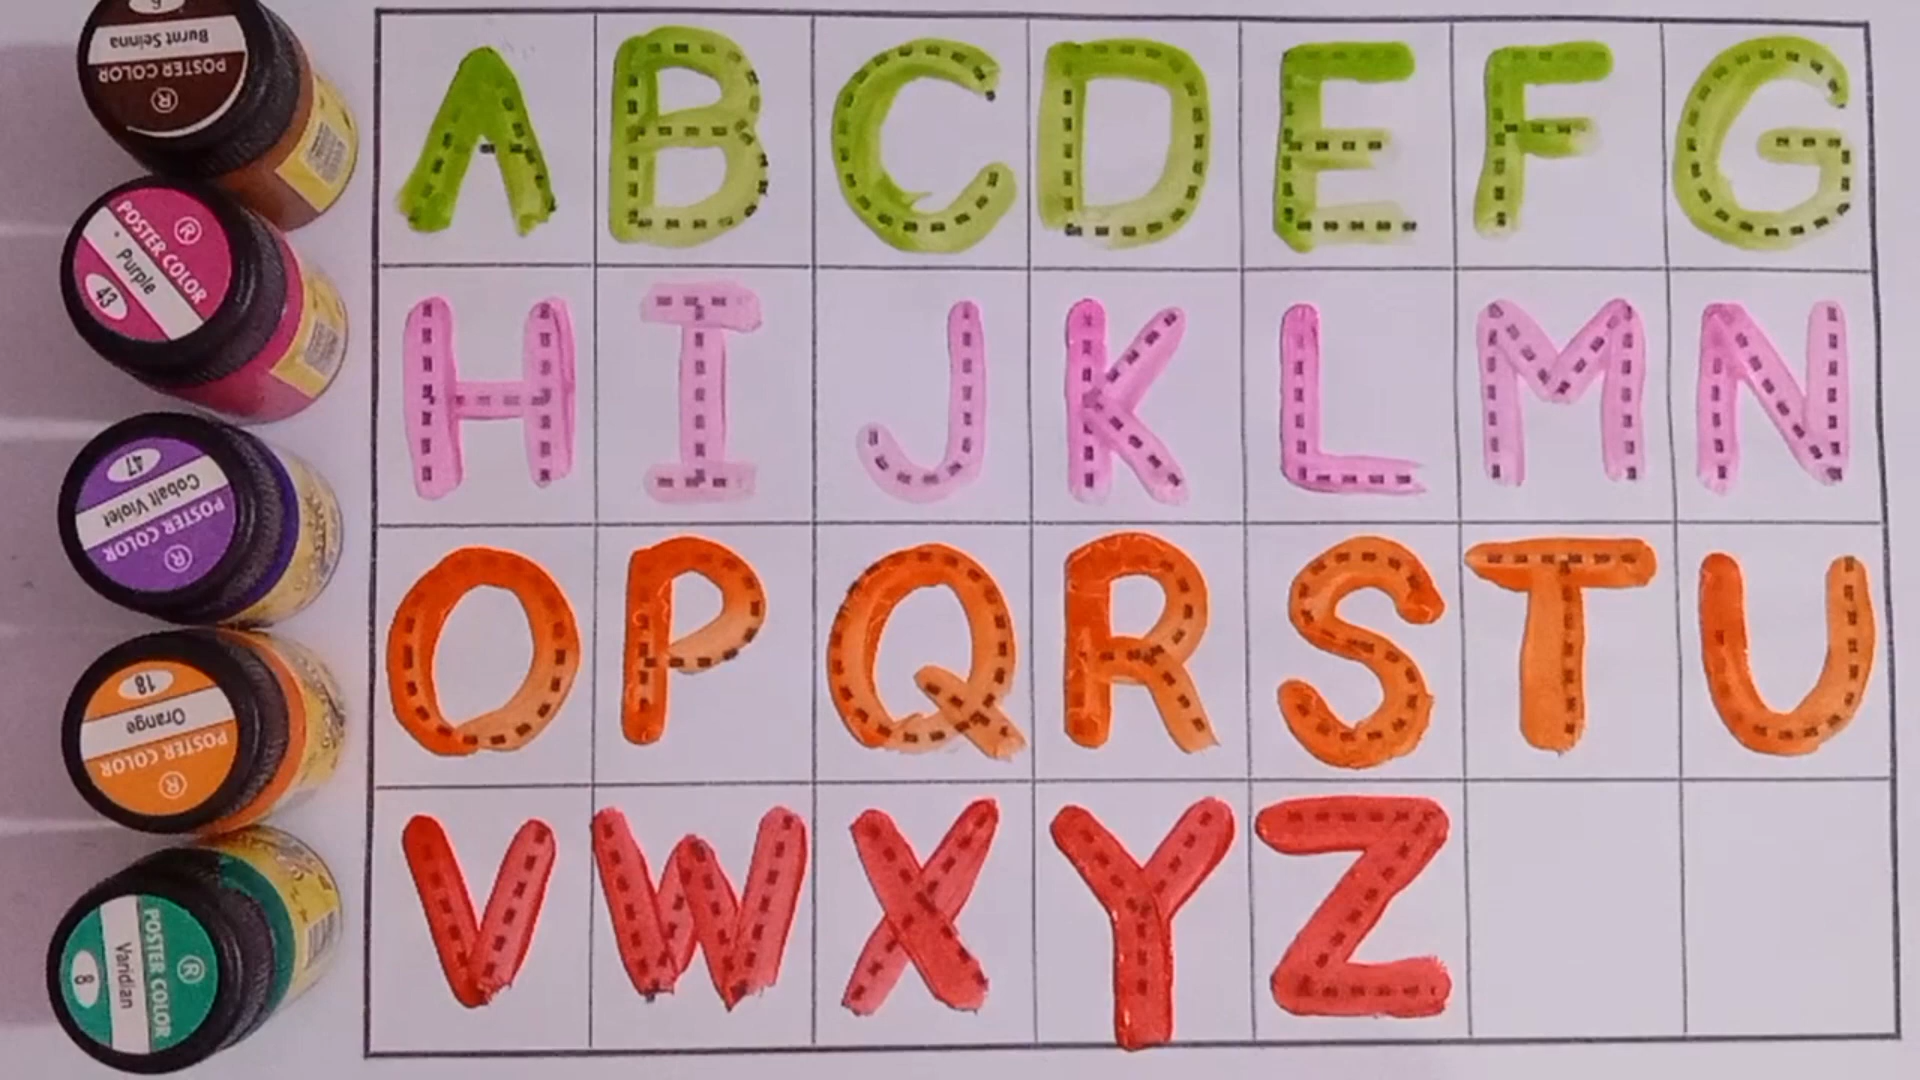 6
Burnt Seinna
POSTER COLOR
®
®
POSTER COLOR
Purple
43
47
Cobalt Violet
POSTER COLOR
®
18
Orange
POSTER COLOR
®
®
POSTER COLOR
Varidian
8
A B C D E F G
H I J K L M N
O P Q R S T U
V W X Y Z